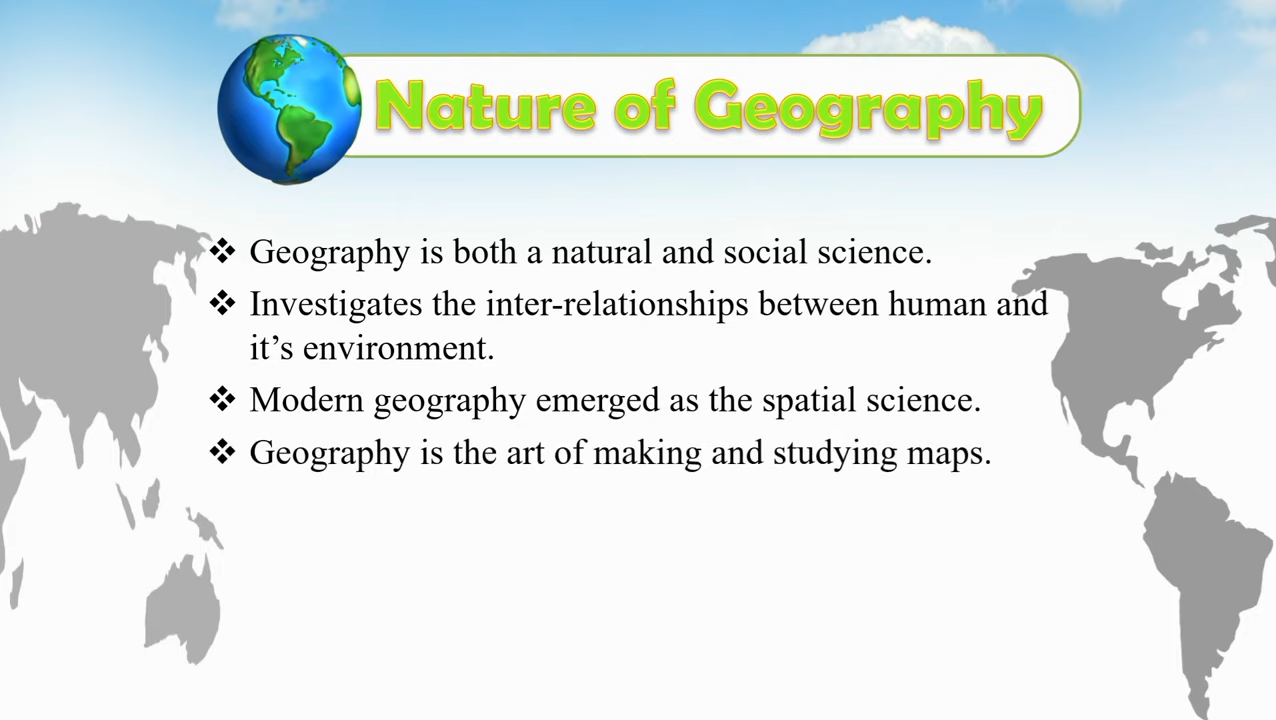 Nature of Geography
❖ Geography is both a natural and social science.
❖ Investigates the inter-relationships between human and
it’s environment.
❖ Modern geography emerged as the spatial science.
❖ Geography is the art of making and studying maps.